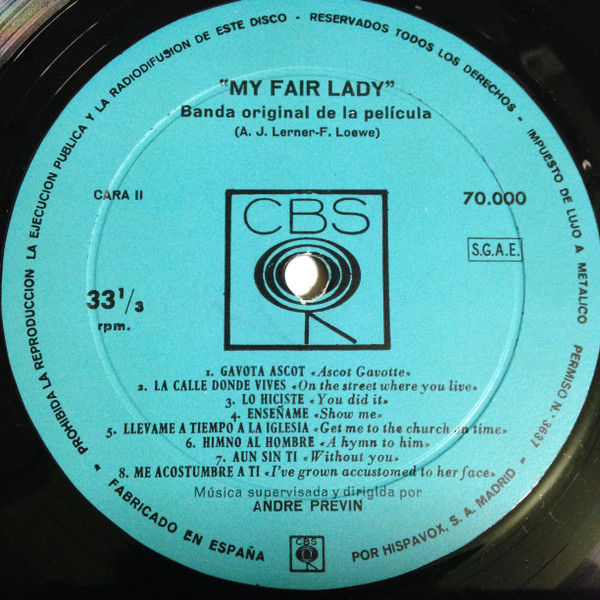 PROHIBIDA LA REPRODUCCION LA EJECUCION PUBLICA Y LA RADIODIFUSION DE ESTE DISCO - RESERVADOS TODOS LOS DERECHOS - IMPUESTO DE LUJO A METALICO PERMISO N. 3637
"MY FAIR LADY"
Banda original de la película
(A. J. Lerner-F. Loewe)
CARA II
70.000
CBS
S.G.A.E.
33 1/3
rpm.
1. GAVOTA ASCOT «Ascot Gavotte»
2. LA CALLE DONDE VIVES «On the street where you live»
3. LO HICISTE «You did it»
4. ENSEÑAME «Show me»
5. LLEVAME A TIEMPO A LA IGLESIA «Get me to the church on time»
6. HIMNO AL HOMBRE «A hymn to him»
7. AUN SIN TI «Without you»
8. ME ACOSTUMBRE A TI «I've grown accustomed to her face»
Música supervisada y dirigida por
ANDRE PREVIN
CBS
- FABRICADO EN ESPAÑA POR HISPAVOX, S. A. MADRID -